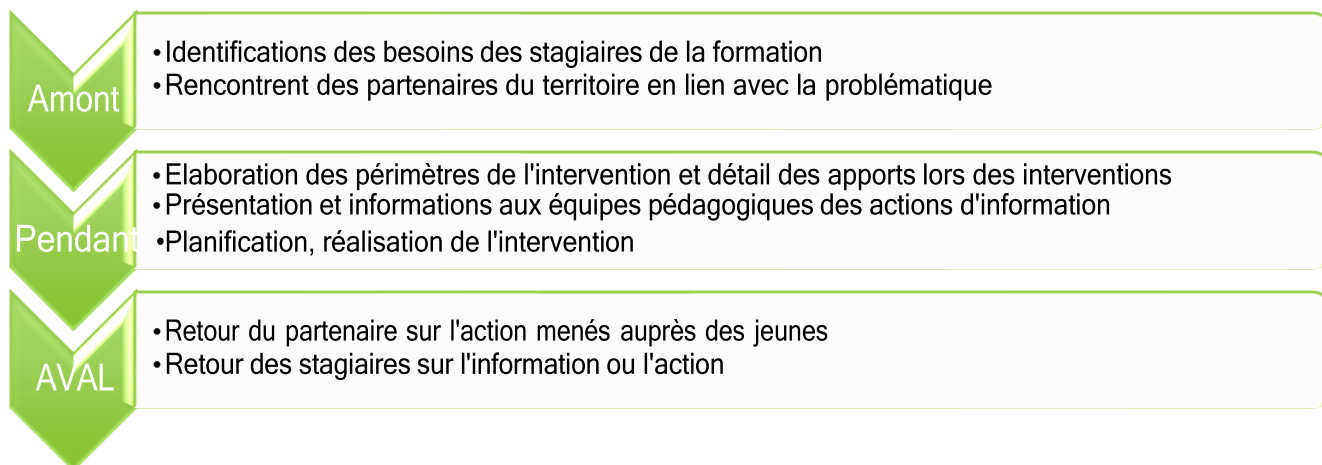 Amont
•Identifications des besoins des stagiaires de la formation
•Rencontrent des partenaires du territoire en lien avec la problématique
Pendant
•Elaboration des périmètres de l'intervention et détail des apports lors des interventions
•Présentation et informations aux équipes pédagogiques des actions d'information
•Planification, réalisation de l'intervention
AVAL
•Retour du partenaire sur l'action menés auprès des jeunes
•Retour des stagiaires sur l'information ou l'action